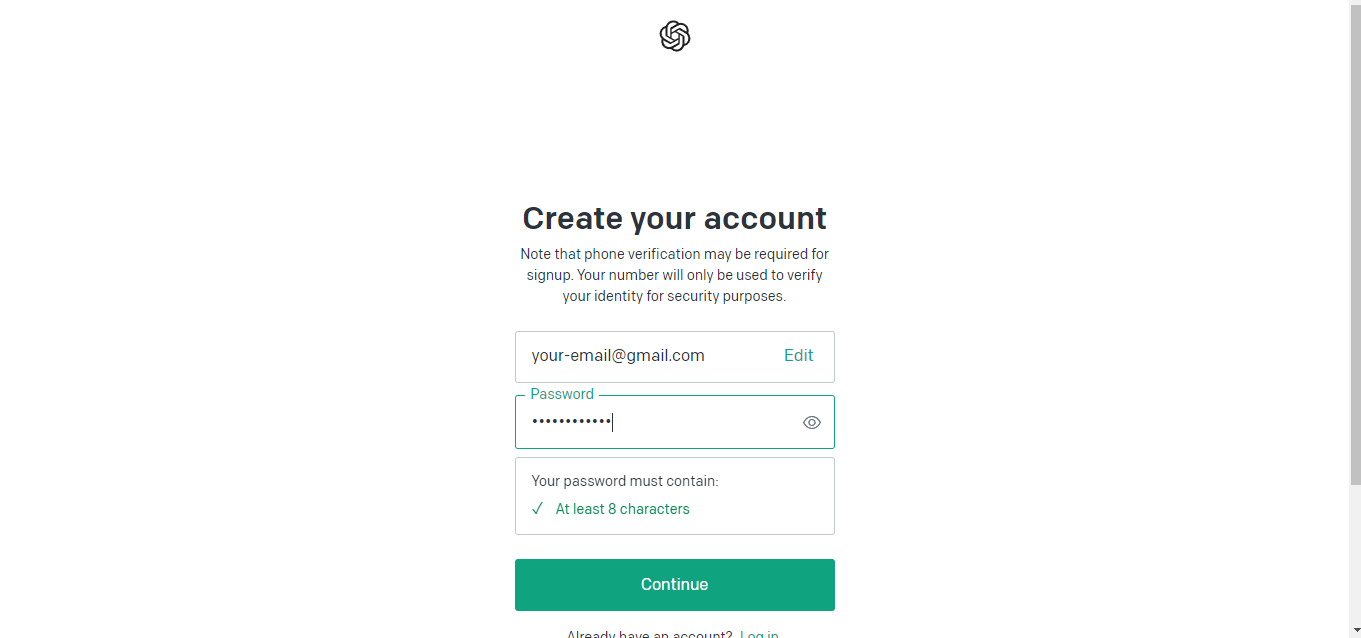 Create your account
Note that phone verification may be required for
signup. Your number will only be used to verify
your identity for security purposes.
your-email@gmail.com Edit
Password
••••••••••••
Your password must contain:
✓ At least 8 characters
Continue
Already have an account? Log in